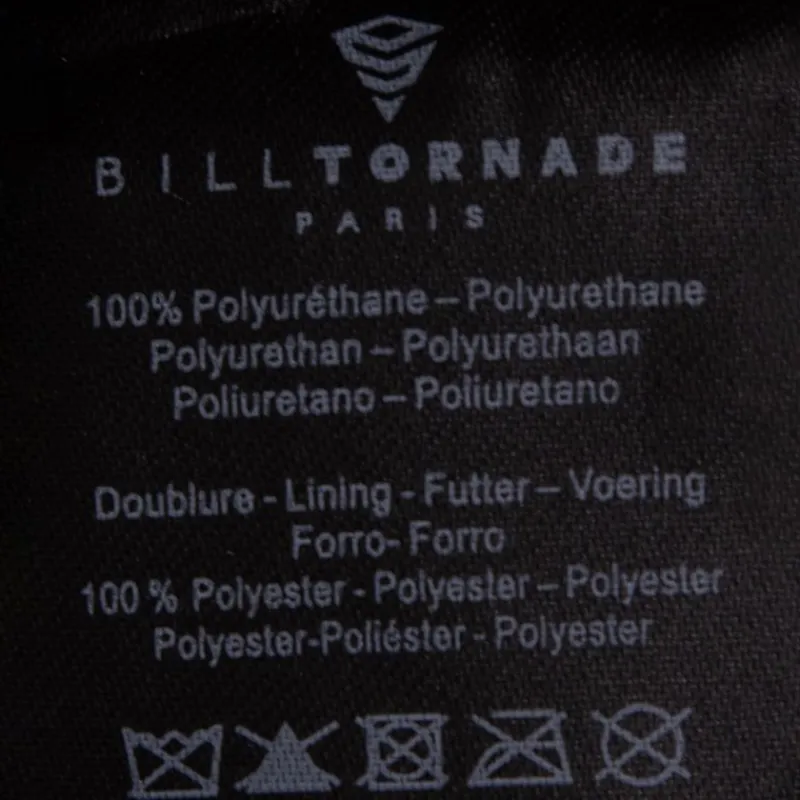 BILLTORNADE
PARIS
100% Polyuréthane – Polyurethane
Polyurethan – Polyurethaan
Poliuretano – Poliuretano
Doublure - Lining - Futter – Voering
Forro- Forro
100 % Polyester - Polyester – Polyester
Polyester-Poliéster - Polyester